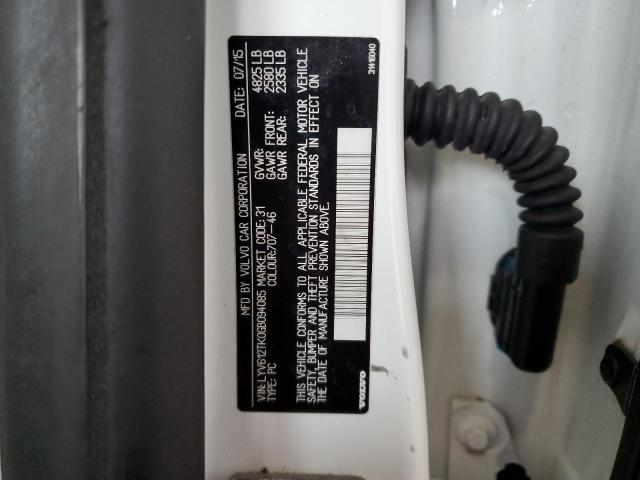 MFD BY VOLVO CAR CORPORATION DATE: 07/15
VIN: LYV612TK0GB094085 MARKET CODE: 31
TYPE: PC COLOUR:707-46
GVWR: 4825 LB
GAWR FRONT: 2580 LB
GAWR REAR: 2335 LB
THIS VEHICLE CONFORMS TO ALL APPLICABLE FEDERAL MOTOR VEHICLE
SAFETY, BUMPER AND THEFT PREVENTION STANDARDS IN EFFECT ON
THE DATE OF MANUFACTURE SHOWN ABOVE.
VOLVO
31416040